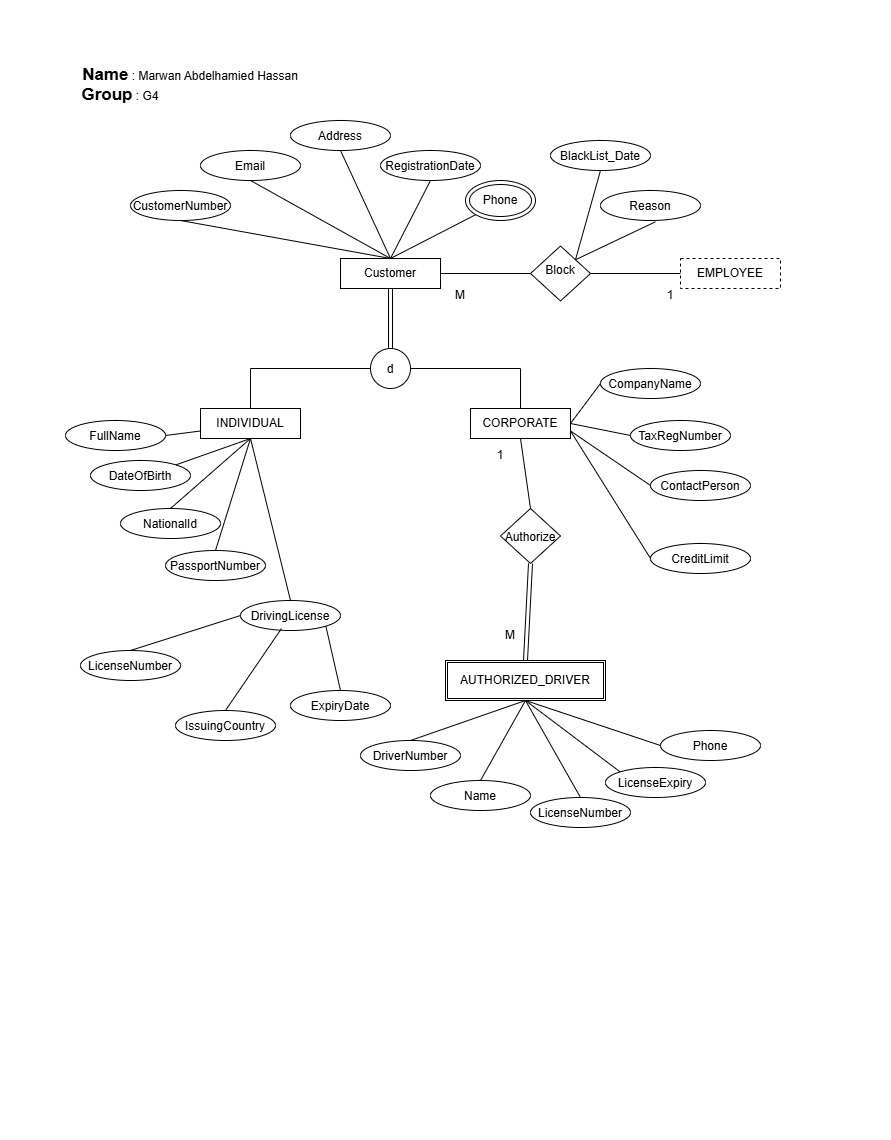 Name : Marwan Abdelhamied Hassan
Group : G4
Address
Email
RegistrationDate
BlackList_Date
CustomerNumber
Phone
Reason
Customer
Block
EMPLOYEE
M
1
d
CompanyName
INDIVIDUAL
CORPORATE
FullName
TaxRegNumber
1
DateOfBirth
ContactPerson
NationalId
Authorize
PassportNumber
CreditLimit
DrivingLicense
M
LicenseNumber
AUTHORIZED_DRIVER
ExpiryDate
IssuingCountry
DriverNumber
Phone
LicenseExpiry
Name
LicenseNumber